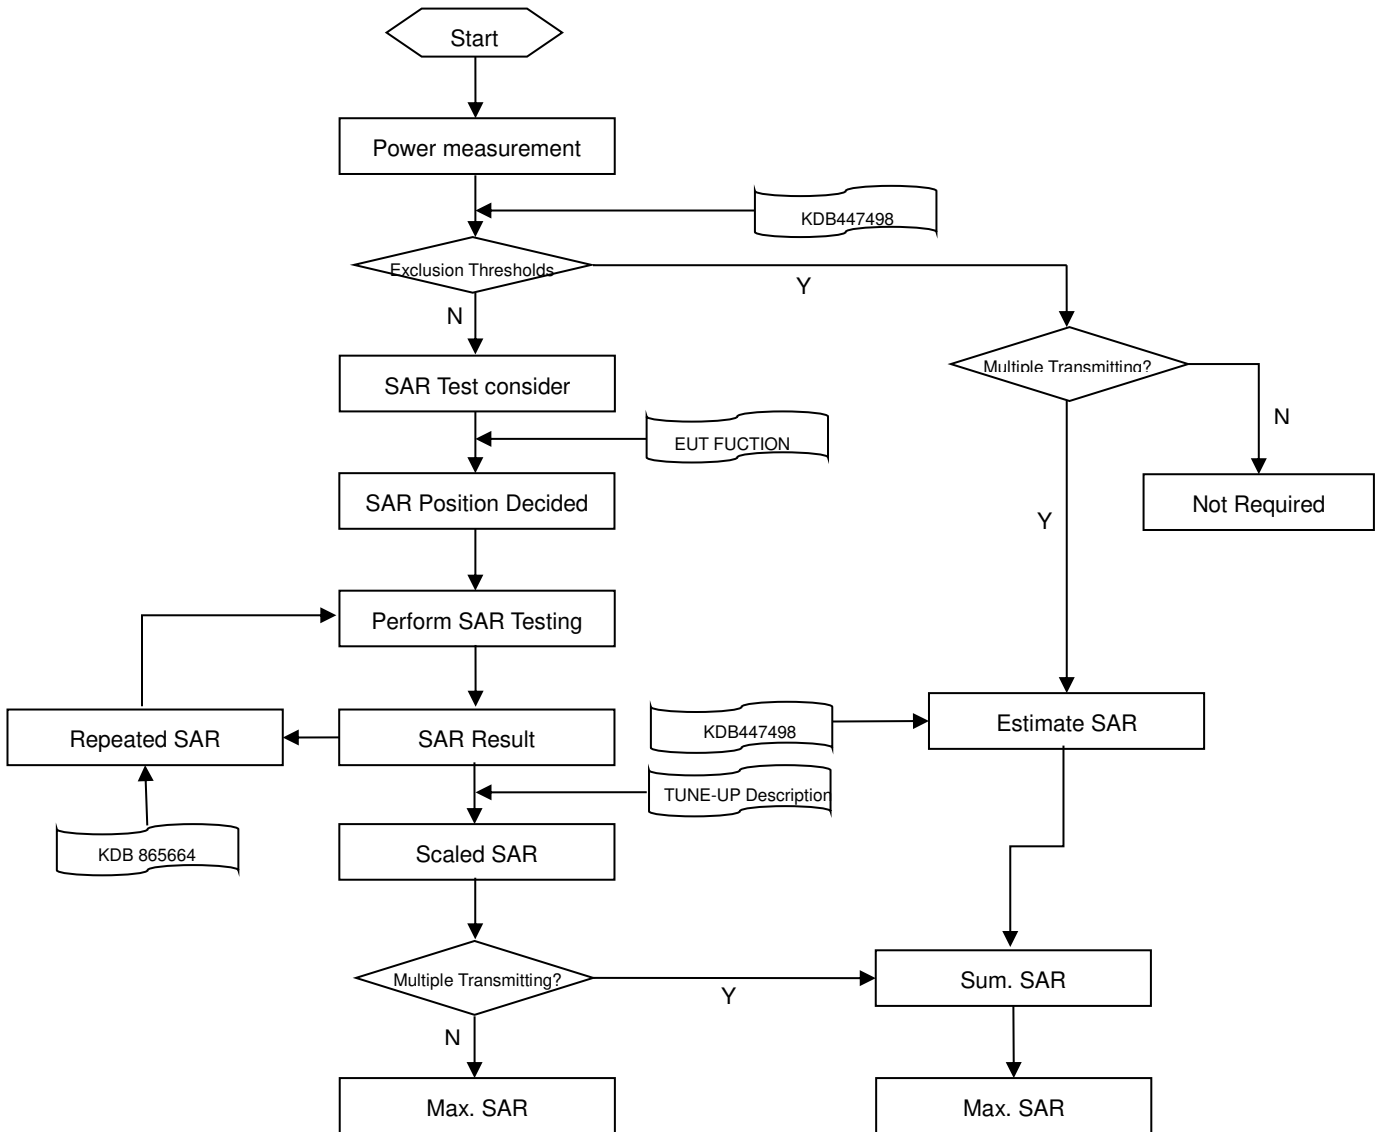 Start
Power measurement
KDB447498
Exclusion Thresholds
Y
N
Multiple Transmitting?
SAR Test consider
N
EUT FUCTION
SAR Position Decided
Not Required
Y
Perform SAR Testing
Repeated SAR
SAR Result
KDB447498
Estimate SAR
TUNE-UP Description
KDB 865664
Scaled SAR
Multiple Transmitting?
Y
Sum. SAR
N
Max. SAR
Max. SAR